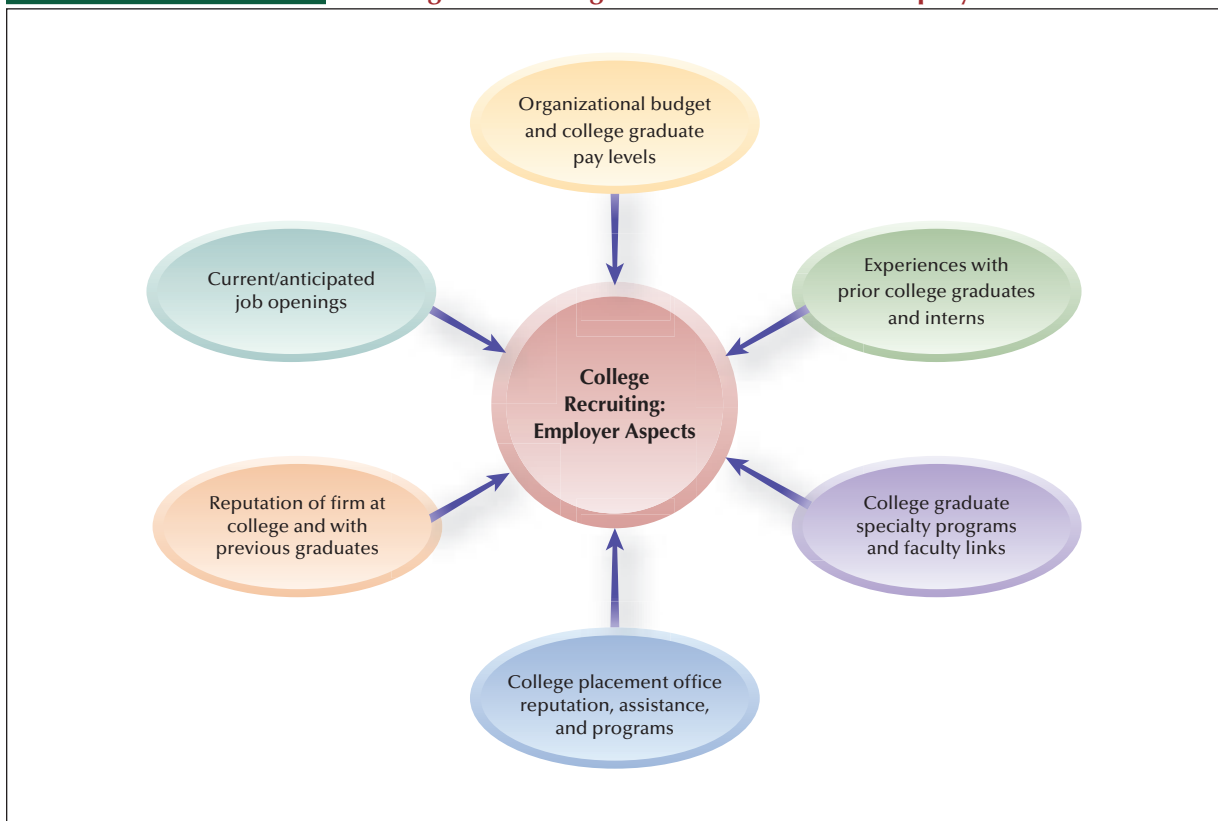 Organizational budget
and college graduate
pay levels
Current/anticipated
job openings
Experiences with
prior college graduates
and interns
College
Recruiting:
Employer Aspects
Reputation of firm at
college and with
previous graduates
College graduate
specialty programs
and faculty links
College placement office
reputation, assistance,
and programs